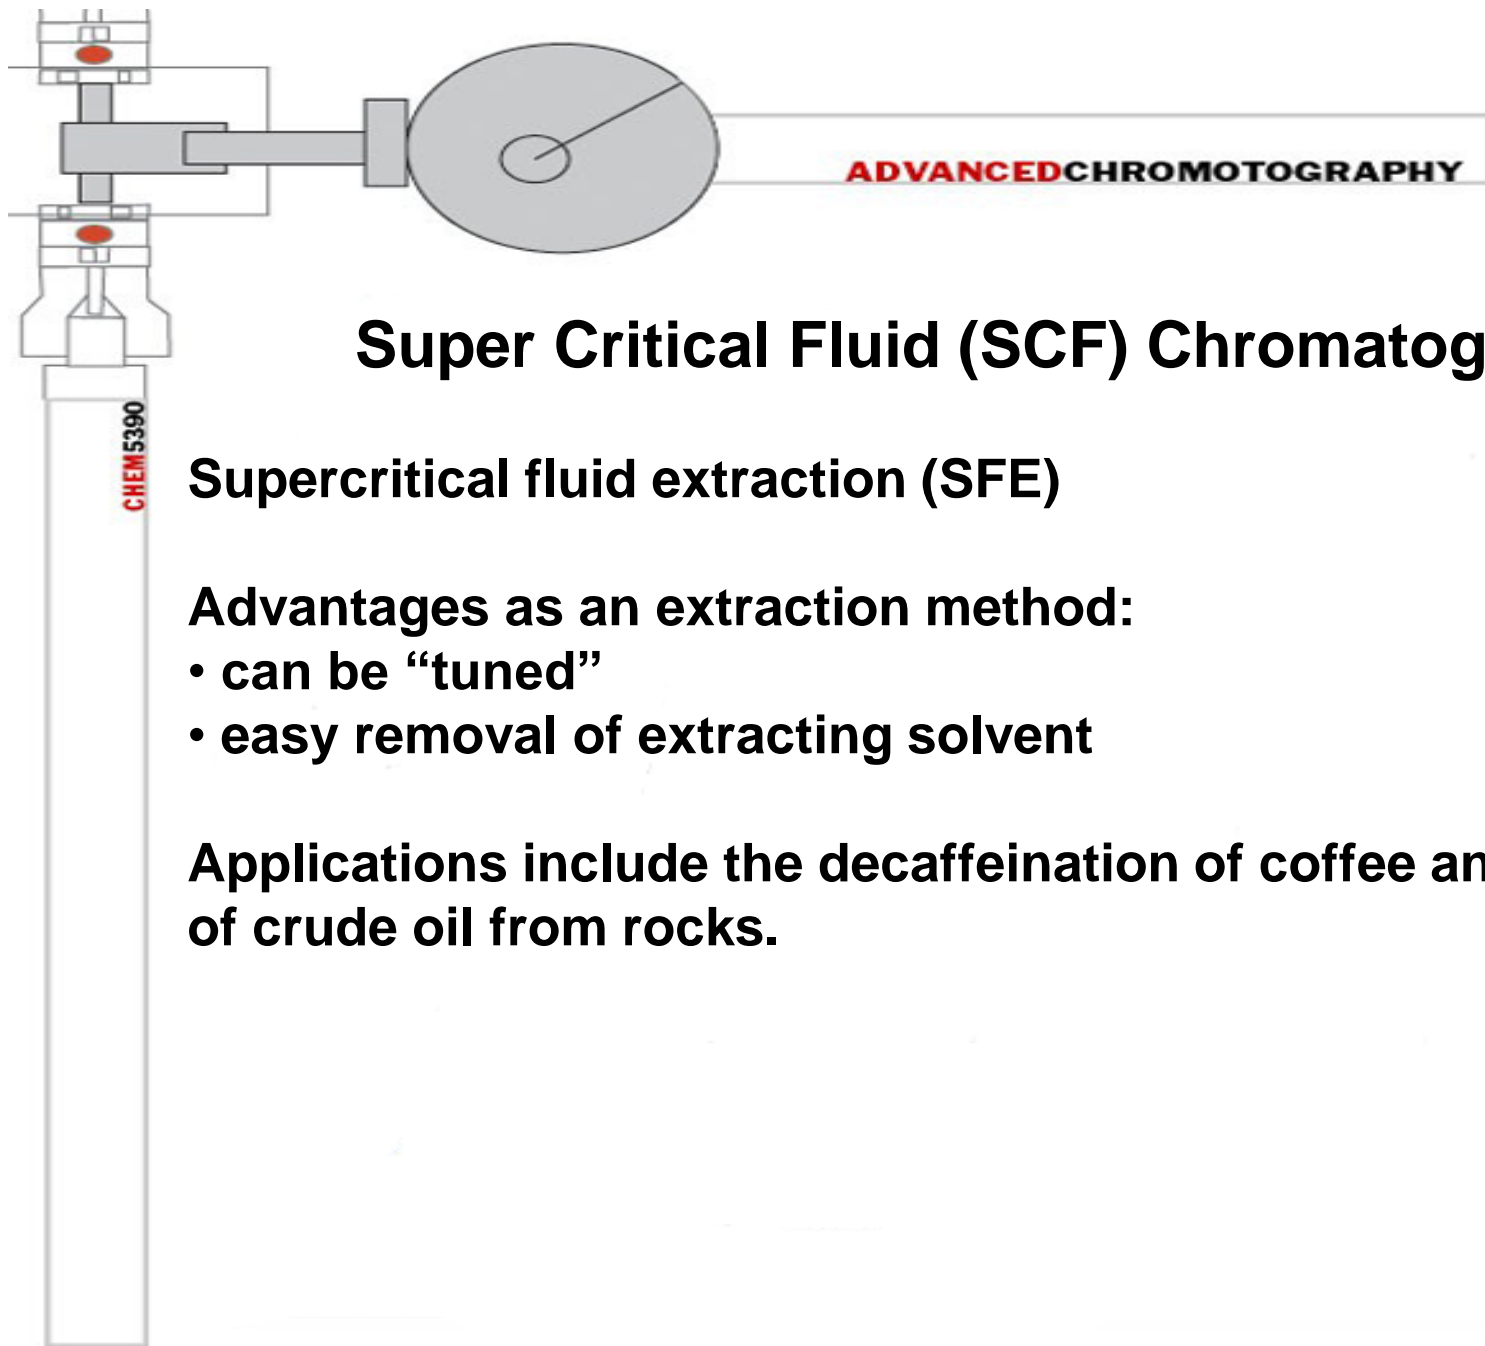 ADVANCEDCHROMOTOGRAPHY
Super Critical Fluid (SCF) Chromatog
CHEM5390
Supercritical fluid extraction (SFE)
Advantages as an extraction method:
• can be “tuned”
• easy removal of extracting solvent
Applications include the decaffeination of coffee an
of crude oil from rocks.